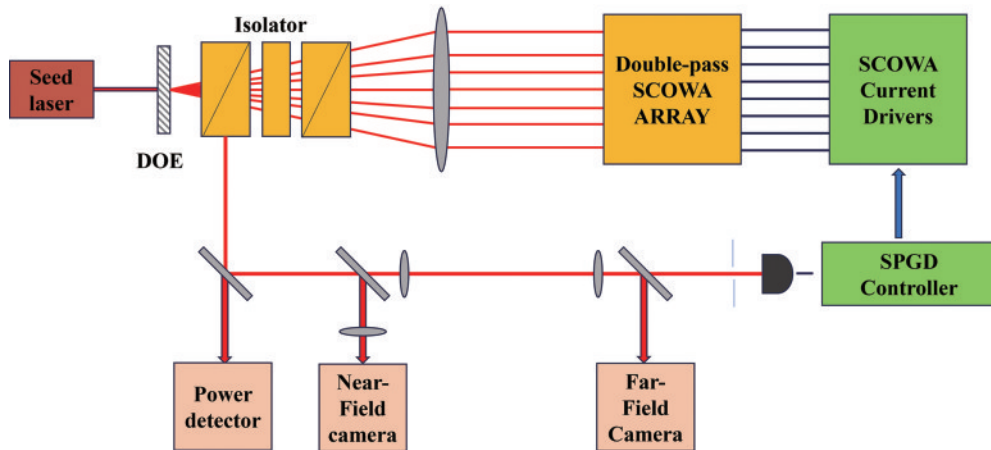 Isolator
Seed
laser
DOE
Double-pass
SCOWA
ARRAY
SCOWA
Current
Drivers
SPGD
Controller
Power
detector
Near-
Field
camera
Far-
Field
Camera